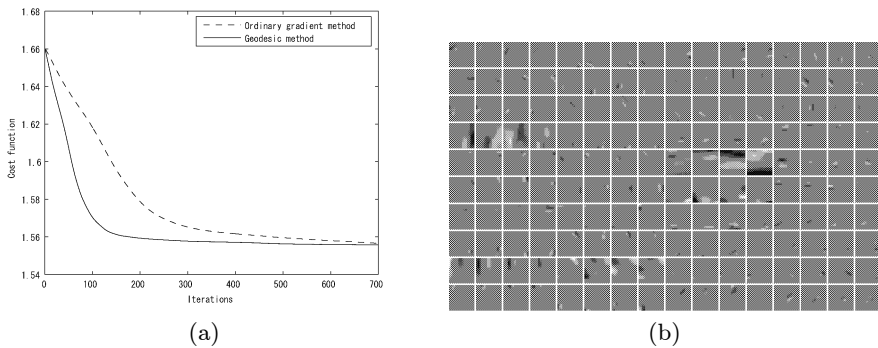 1.68
1.66
1.64
1.62
1.6
1.58
1.56
1.54
Cost function
Ordinary gradient method
Geodesic method
0 100 200 300 400 500 600 700
Iterations
(a)
(b)